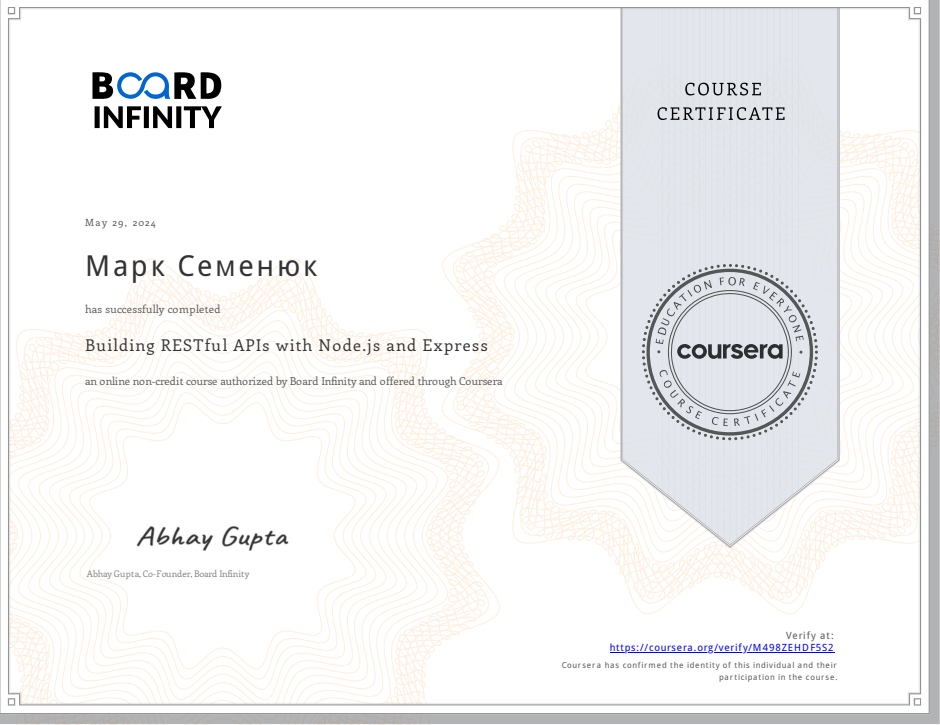 BOARD
INFINITY
COURSE
CERTIFICATE
May 29, 2024
Марк Семенюк
has successfully completed
Building RESTful APIs with Node.js and Express
an online non-credit course authorized by Board Infinity and offered through Coursera
EDUCATION FOR EVERYONE
coursera
COURSE CERTIFICATE
Abhay Gupta
Abhay Gupta, Co-Founder, Board Infinity
Verify at:
https://coursera.org/verify/M498ZEHDF5S2
Coursera has confirmed the identity of this individual and their
participation in the course.